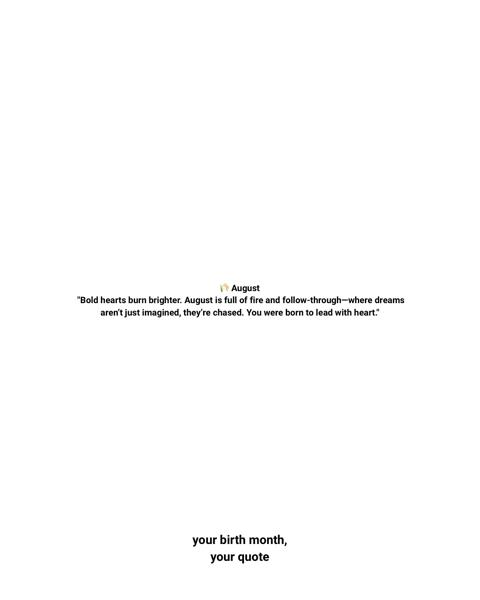 🌾 August
"Bold hearts burn brighter. August is full of fire and follow-through—where dreams
aren't just imagined, they're chased. You were born to lead with heart."
your birth month,
your quote